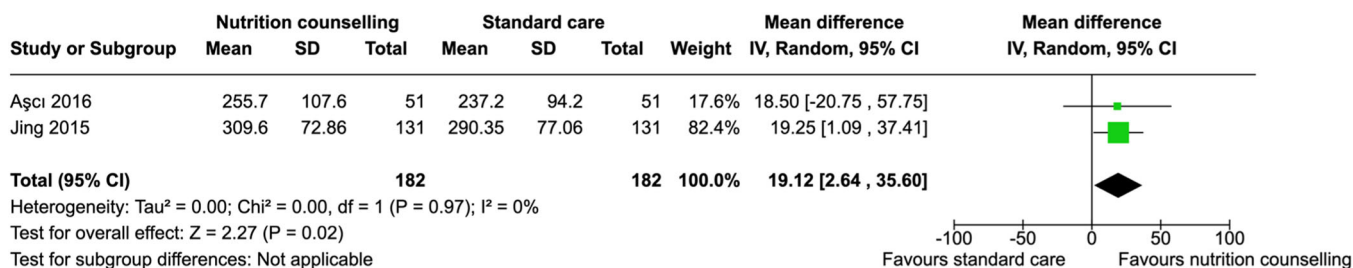 Nutrition counselling Standard care Mean difference Mean difference
Study or Subgroup Mean SD Total Mean SD Total Weight IV, Random, 95% CI IV, Random, 95% CI
Aşcı 2016 255.7 107.6 51 237.2 94.2 51 17.6% 18.50 [-20.75 , 57.75]
Jing 2015 309.6 72.86 131 290.35 77.06 131 82.4% 19.25 [1.09 , 37.41]
Total (95% CI) 182 182 100.0% 19.12 [2.64 , 35.60]
Heterogeneity: Tau² = 0.00; Chi² = 0.00, df = 1 (P = 0.97); I² = 0%
Test for overall effect: Z = 2.27 (P = 0.02) -100 -50 0 50 100
Test for subgroup differences: Not applicable Favours standard care Favours nutrition counselling